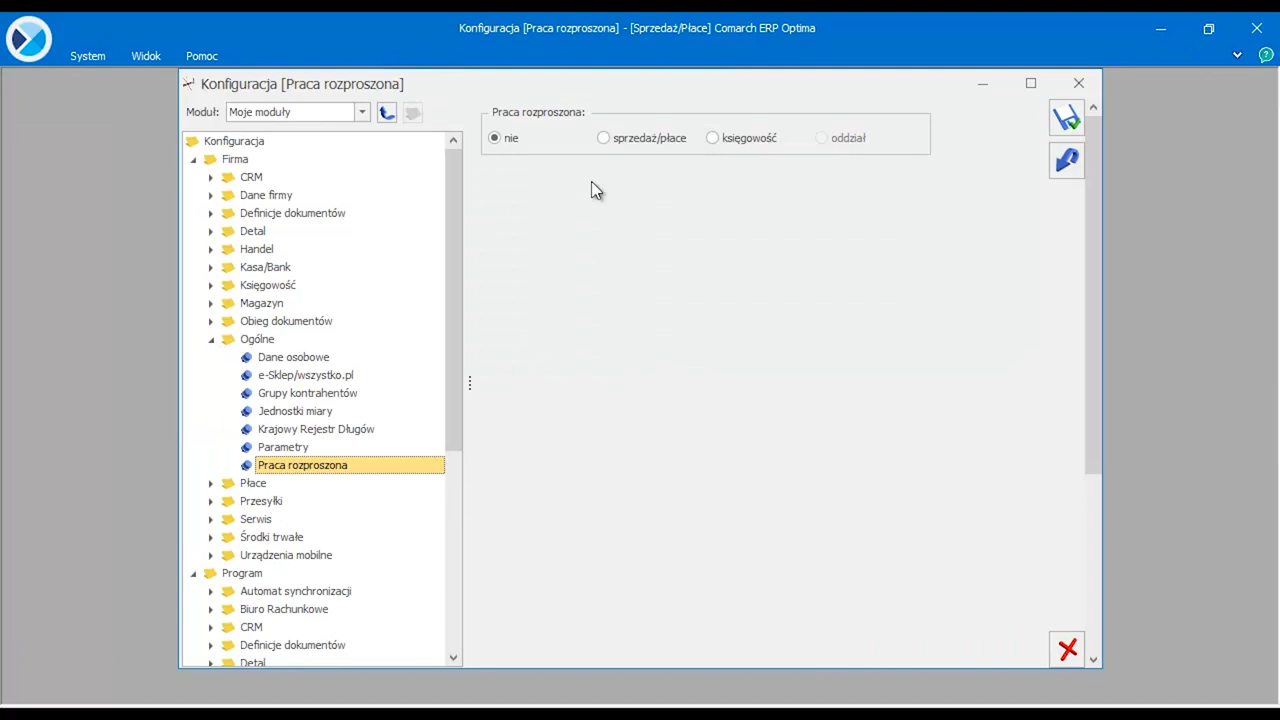 Konfiguracja [Praca rozproszona] - [Sprzedaż/Płace] Comarch ERP Optima
System Widok Pomoc
Konfiguracja [Praca rozproszona]
Moduł: Moje moduły
Konfiguracja
Firma
CRM
Dane firmy
Definicje dokumentów
Detal
Handel
Kasa/Bank
Księgowość
Magazyn
Obieg dokumentów
Ogólne
Dane osobowe
e-Sklep/wszystko.pl
Grupy kontrahentów
Jednostki miary
Krajowy Rejestr Długów
Parametry
Praca rozproszona
Płace
Przesyłki
Serwis
Środki trwałe
Urządzenia mobilne
Program
Automat synchronizacji
Biuro Rachunkowe
CRM
Definicje dokumentów
Detal
Praca rozproszona:
nie sprzedaż/płace księgowość oddział